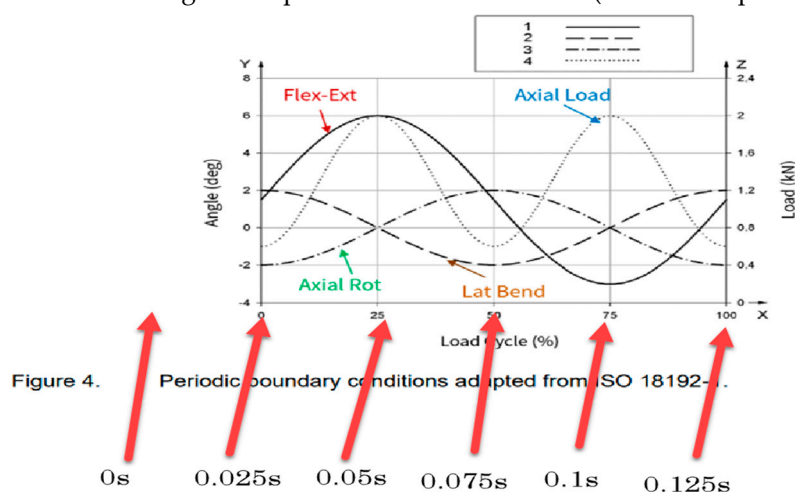 1
2
3
4
Y
Z
8
2,4
Flex-Ext
Axial Load
6
2
4
1,6
2
1,2
0
0,8
-2
0,4
Axial Rot
Lat Bend
-4
0
Angle (deg)
Load (kN)
0
25
50
75
100
X
Load Cycle (%)
Figure 4. Periodic boundary conditions adapted from ISO 18192-1.
0s
0.025s
0.05s
0.075s
0.1s
0.125s